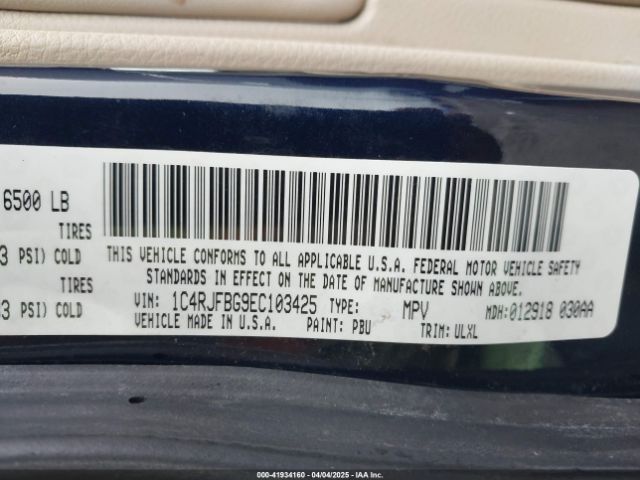 6500 LB
TIRES
3 PSI) COLD
TIRES
3 PSI) COLD
THIS VEHICLE CONFORMS TO ALL APPLICABLE U.S.A. FEDERAL MOTOR VEHICLE SAFETY
STANDARDS IN EFFECT ON THE DATE OF MANUFACTURE SHOWN ABOVE.
VIN: 1C4RJFBG9EC103425 TYPE: MPV MDH:012918 030AA
VEHICLE MADE IN U.S.A. PAINT: PBU TRIM: ULXL
000-41934160 - 04/04/2025 - IAA Inc.